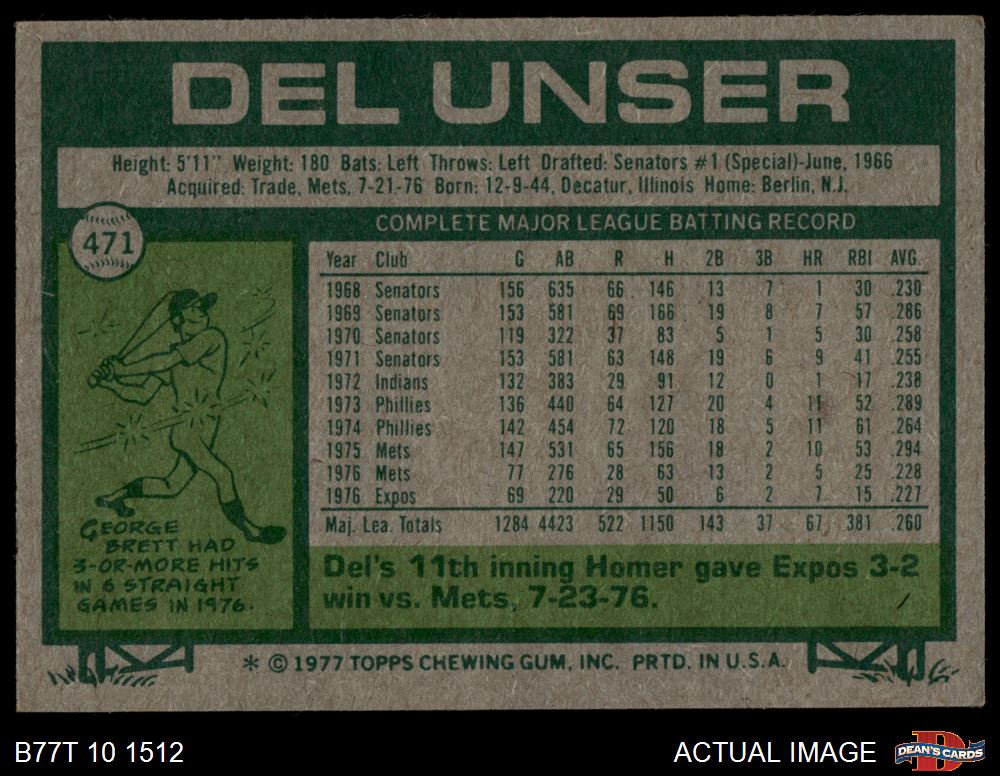 DEL UNSER
Height: 5'11" Weight: 180 Bats: Left Throws: Left Drafted: Senators #1 (Special)-June, 1966
Acquired: Trade, Mets, 7-21-76 Born: 12-9-44, Decatur, Illinois Home: Berlin, N.J.
471
COMPLETE MAJOR LEAGUE BATTING RECORD
Year Club G AB R H 2B 3B HR RBI AVG.
1968 Senators 156 635 66 146 13 7 1 30 .230
1969 Senators 153 581 69 166 19 8 7 57 .286
1970 Senators 119 322 37 83 5 1 5 30 .258
1971 Senators 153 581 63 148 19 6 9 41 .255
1972 Indians 132 383 29 91 12 0 1 17 .238
1973 Phillies 136 440 64 127 20 4 11 52 .289
1974 Phillies 142 454 72 120 18 5 11 61 .264
1975 Mets 147 531 65 156 18 2 10 53 .294
1976 Mets 77 276 28 63 13 2 5 25 .228
1976 Expos 69 220 29 50 6 2 7 15 .227
Maj. Lea. Totals 1284 4423 522 1150 143 37 67 381 .260
GEORGE
BRETT HAD
3-OR-MORE HITS
IN 6 STRAIGHT
GAMES IN 1976.
Del's 11th inning Homer gave Expos 3-2
win vs. Mets, 7-23-76.
* © 1977 TOPPS CHEWING GUM, INC. PRTD. IN U.S.A.
B77T 10 1512
ACTUAL IMAGE
D
DEAN'S CARDS